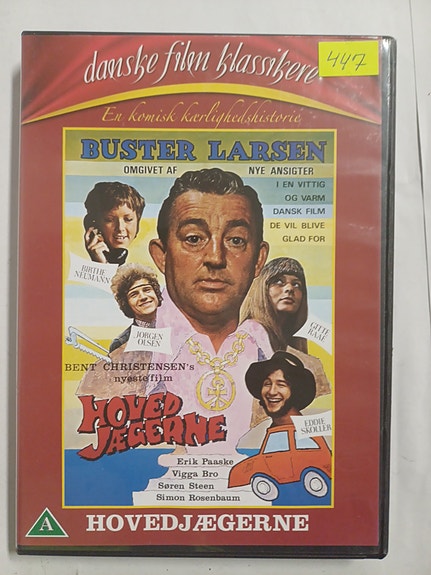 danske film klassikere
447
En komisk kærlighedshistorie
BUSTER LARSEN
OMGIVET AF NYE ANSIGTER
I EN VITTIG
OG VARM
DANSK FILM
DE VIL BLIVE
GLAD FOR
BIRTHE
NEUMANN
JØRGEN
OLSEN
GITTE
RAAE
BENT CHRISTENSEN's
nyeste film
HOVED
JÆGERNE
EDDIE
SKOLLER
Erik Paaske
Vigga Bro
Søren Steen
Simon Rosenbaum
A
HOVEDJÆGERNE